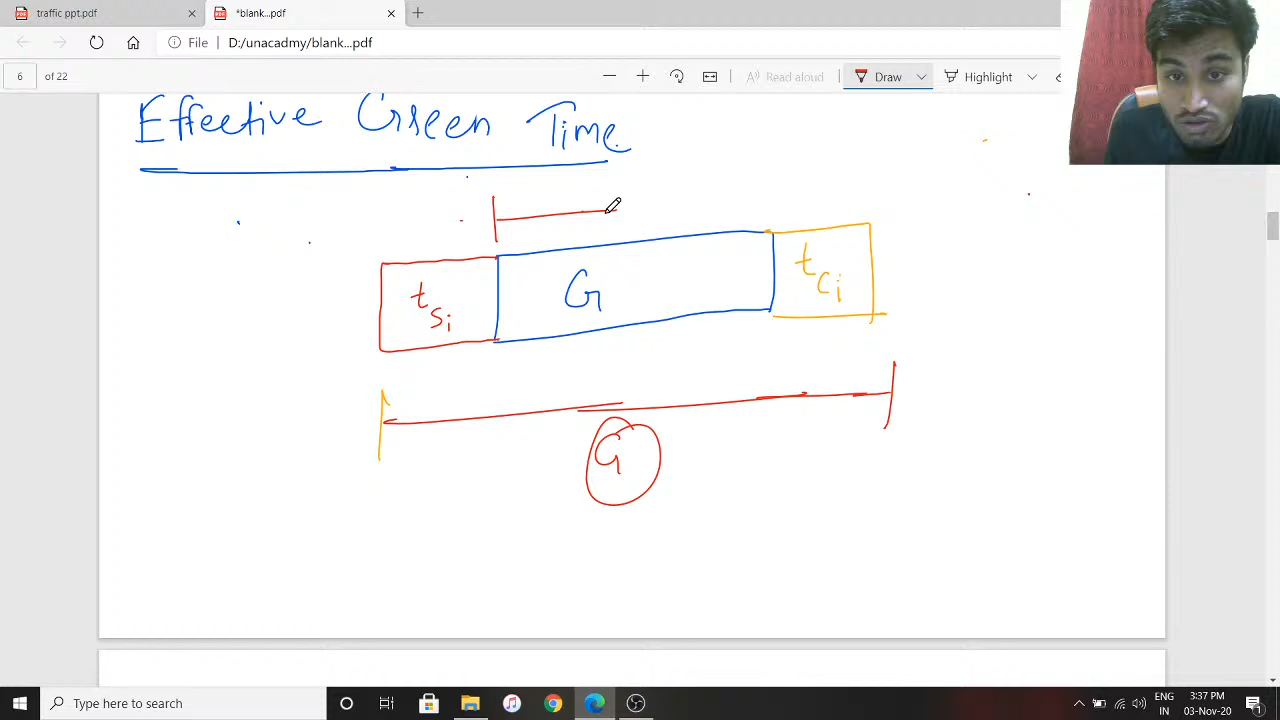 traffic ppt.pdf
*blank...pdf
File
D:/unacadmy/blank...pdf
6 of 22
Read aloud
Draw
Highlight
Effective Green Time
tsi
G
tci
G
Type here to search
ENG
IN
3:37 PM
03-Nov-20